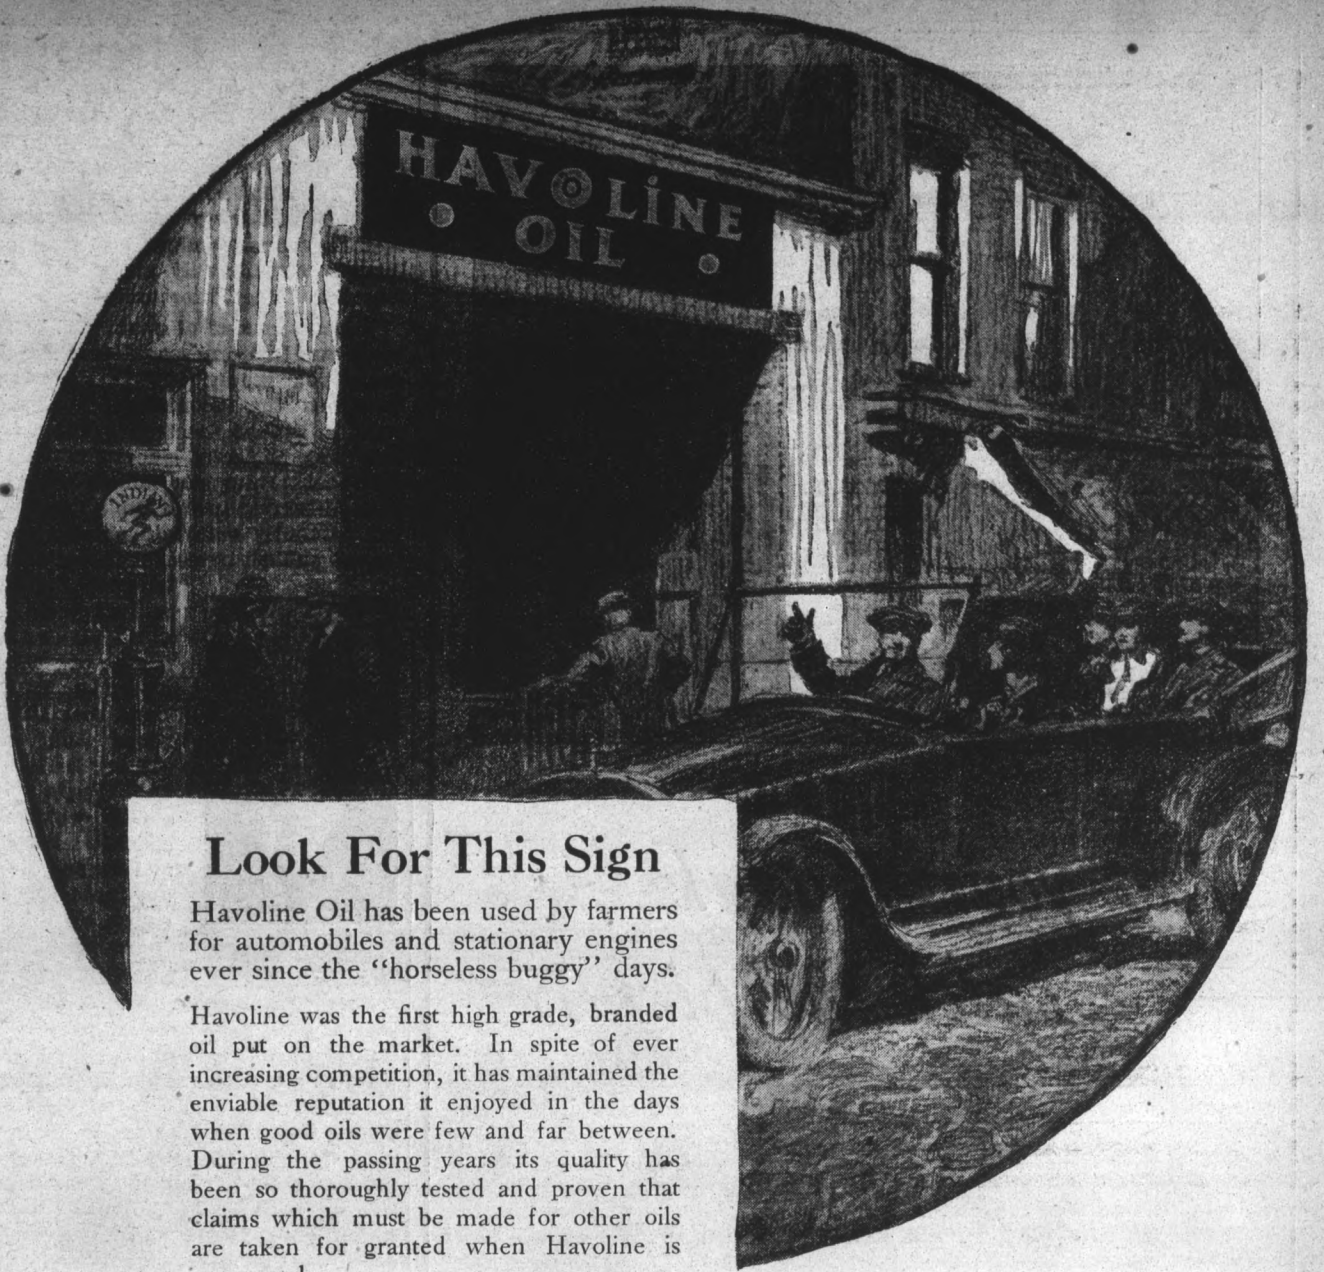 HAVOLINE
OIL
INDIAN
Look For This Sign
Havoline Oil has been used by farmers
for automobiles and stationary engines
ever since the “horseless buggy” days.
Havoline was the first high grade, branded
oil put on the market. In spite of ever
increasing competition, it has maintained the
enviable reputation it enjoyed in the days
when good oils were few and far between.
During the passing years its quality has
been so thoroughly tested and proven that
claims which must be made for other oils
are taken for granted when Havoline is